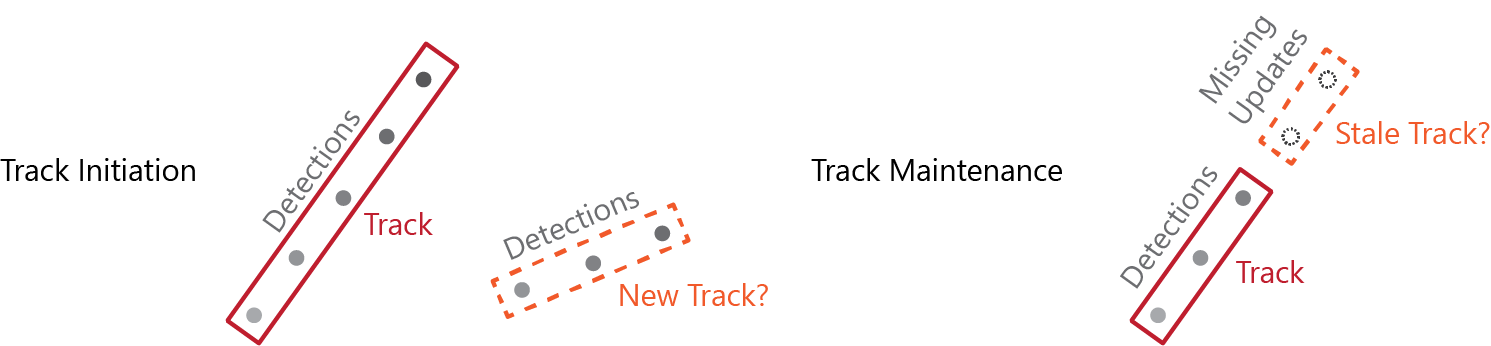 Track Initiation
Detections
Track
Detections
New Track?
Track Maintenance
Missing
Updates
Stale Track?
Detections
Track